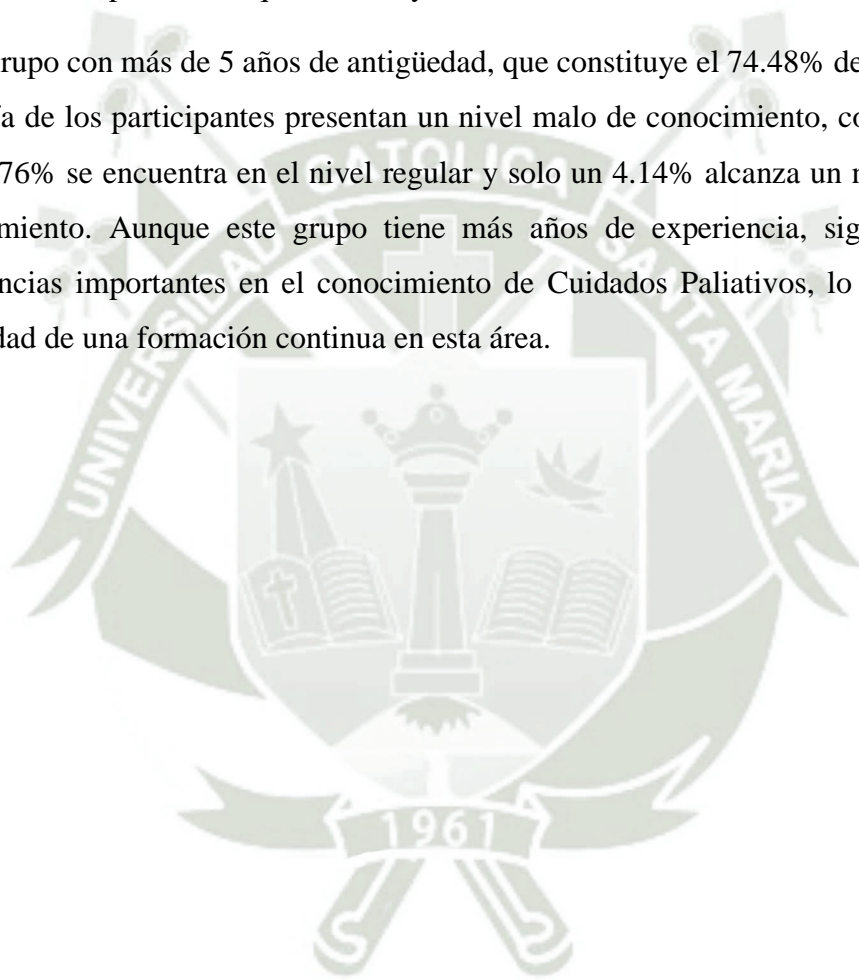 rupo con más de 5 años de antigüedad, que constituye el 74.48% de
a de los participantes presentan un nivel malo de conocimiento, co
76% se encuentra en el nivel regular y solo un 4.14% alcanza un
miento. Aunque este grupo tiene más años de experiencia, sig
ncias importantes en el conocimiento de Cuidados Paliativos, lo
dad de una formación continua en esta área.
UNIVERSIDAD CATOLICA SANTA MARIA
1961